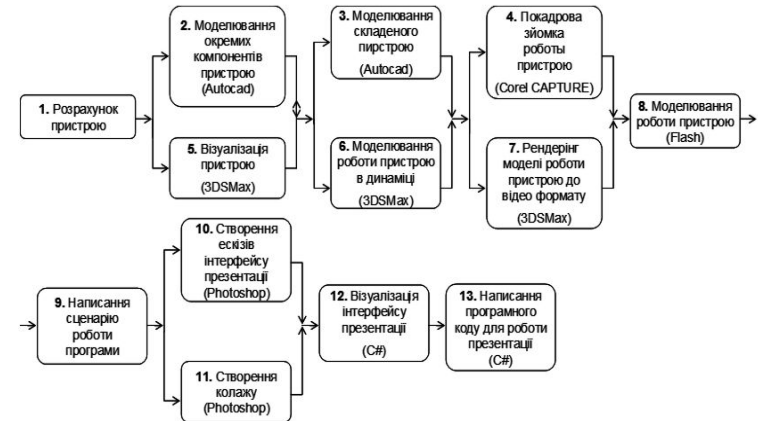 1. Розрахунок
пристрою
2. Моделювання
окремих
компонентів
пристрою
(Autocad)
5. Візуалізація
пристрою
(3DSMax)
3. Моделювання
складеного
пирстрою
(Autocad)
6. Моделювання
роботи пристрою
в динаміці
(3DSMax)
4. Покадрова
зйомка
роботы
пристрою
(Corel CAPTURE)
7. Рендерінг
моделі роботи
пристрою до
відео формату
(3DSMax)
8. Моделювання
роботи пристрою
(Flash)
9. Написання
сценарію
роботи
програми
10. Створення
ескізів
інтерфейсу
презентації
(Photoshop)
11. Створення
колажу
(Photoshop)
12. Візуалізація
інтерфейсу
презентації
(C#)
13. Написання
програмного
коду для роботи
презентації
(C#)